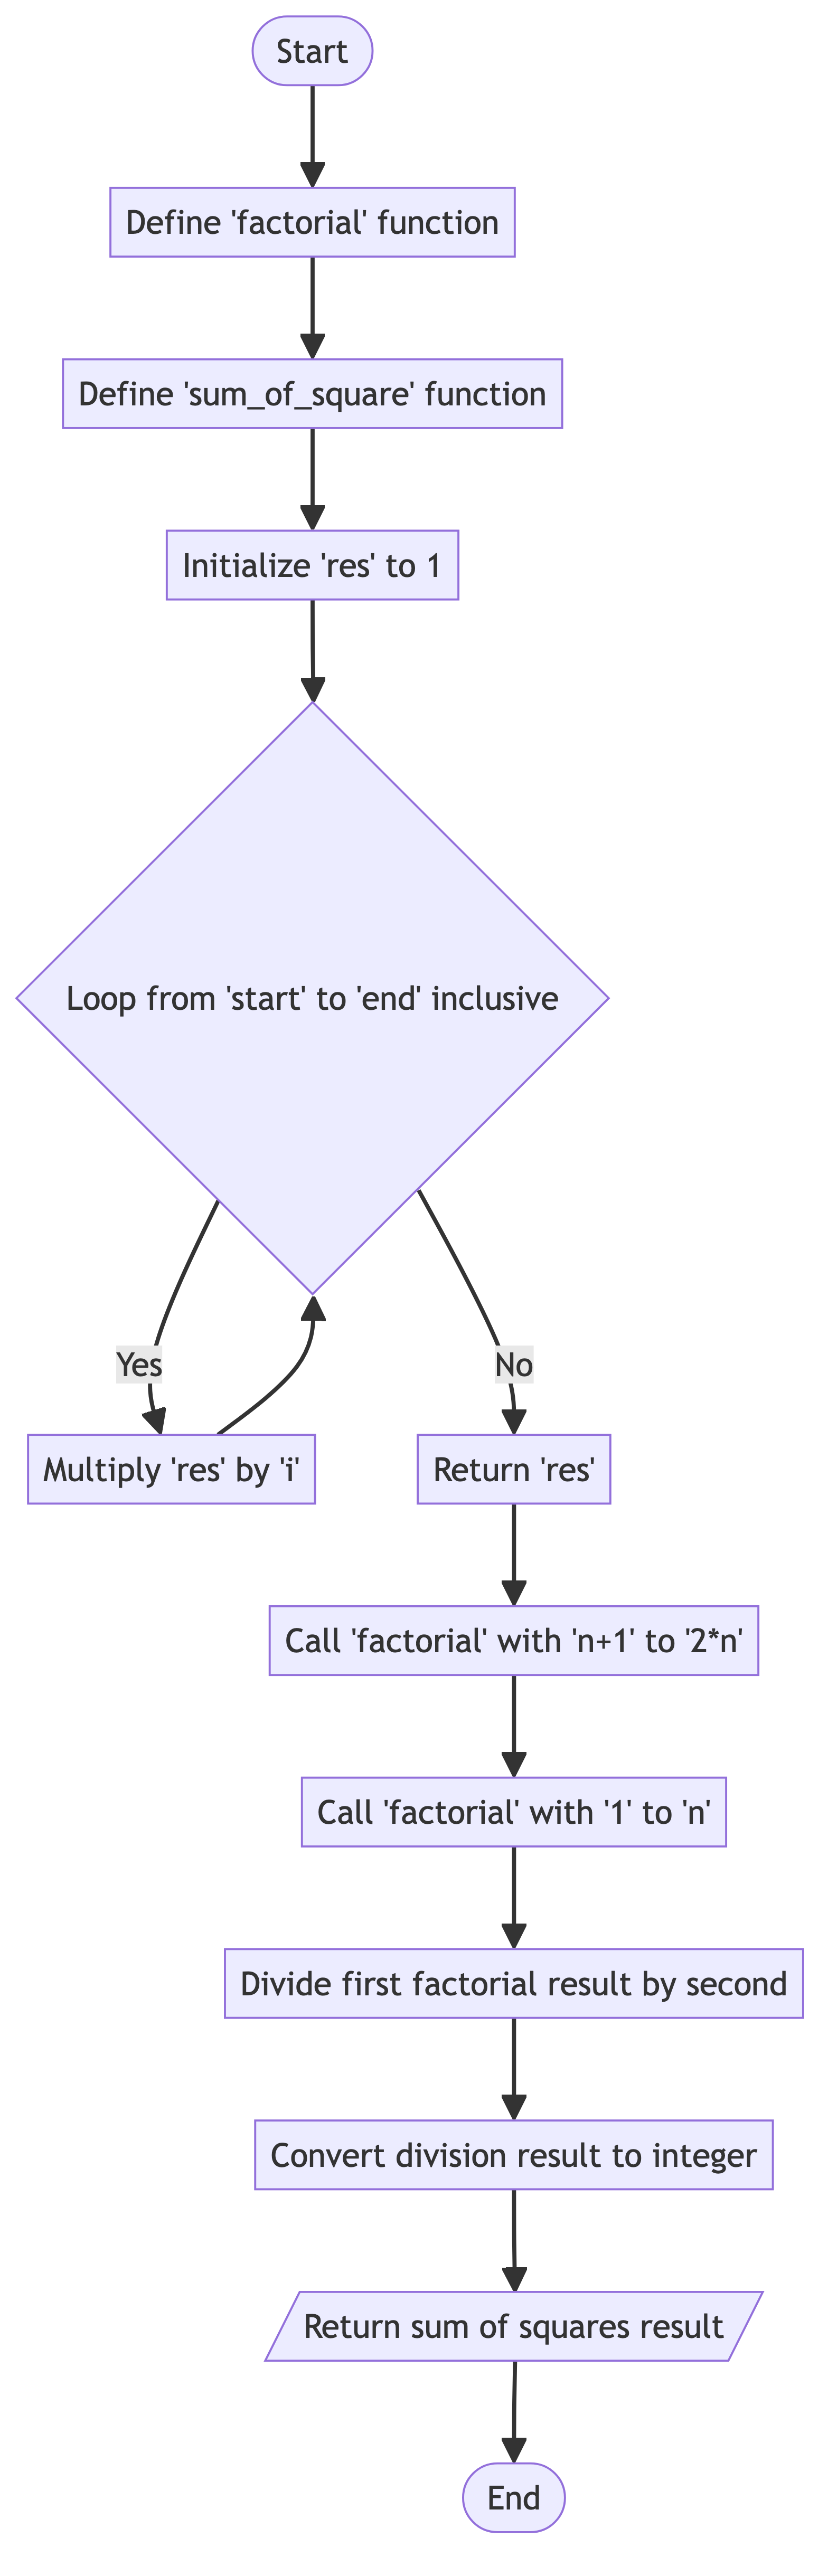 Start
Define 'factorial' function
Define 'sum_of_square' function
Initialize 'res' to 1
Loop from 'start' to 'end' inclusive
Yes
No
Multiply 'res' by 'i'
Return 'res'
Call 'factorial' with 'n+1' to '2*n'
Call 'factorial' with '1' to 'n'
Divide first factorial result by second
Convert division result to integer
Return sum of squares result
End